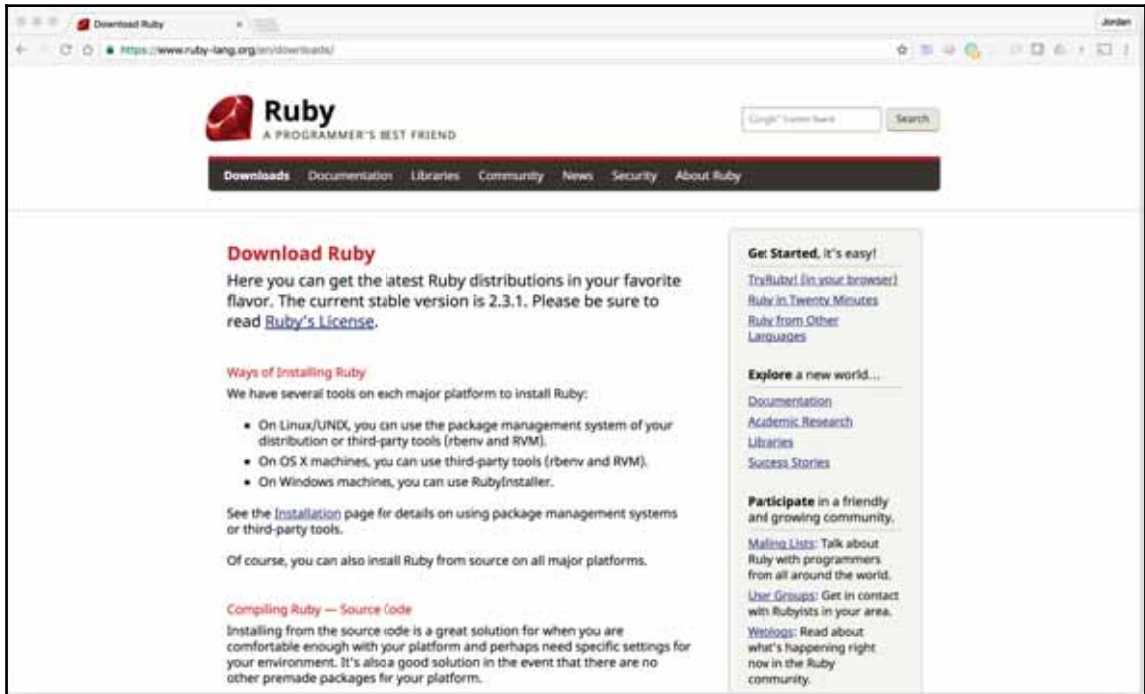 Download Ruby
Jordan
https://www.ruby-lang.org/en/downloads/
Ruby
A PROGRAMMER'S BEST FRIEND
Search
Downloads Documentation Libraries Community News Security About Ruby
Download Ruby
Here you can get the latest Ruby distributions in your favorite
flavor. The current stable version is 2.3.1. Please be sure to
read Ruby's License.
Ways of Installing Ruby
We have several tools on each major platform to install Ruby:
• On Linux/UNIX, you can use the package management system of your
distribution or third-party tools (rbenv and RVM).
• On OS X machines, you can use third-party tools (rbenv and RVM).
• On Windows machines, you can use RubyInstaller.
See the Installation page for details on using package management systems
or third-party tools.
Of course, you can also install Ruby from source on all major platforms.
Compiling Ruby — Source Code
Installing from the source code is a great solution for when you are
comfortable enough with your platform and perhaps need specific settings for
your environment. It's also a good solution in the event that there are no
other premade packages for your platform.
Get Started, it's easy!
TryRuby! (in your browser)
Ruby in Twenty Minutes
Ruby from Other
Languages
Explore a new world...
Documentation
Academic Research
Libraries
Success Stories
Participate in a friendly
and growing community.
Mailing Lists: Talk about
Ruby with programmers
from all around the world.
User Groups: Get in contact
with Rubyists in your area.
Weblogs: Read about
what's happening right
now in the Ruby
community.